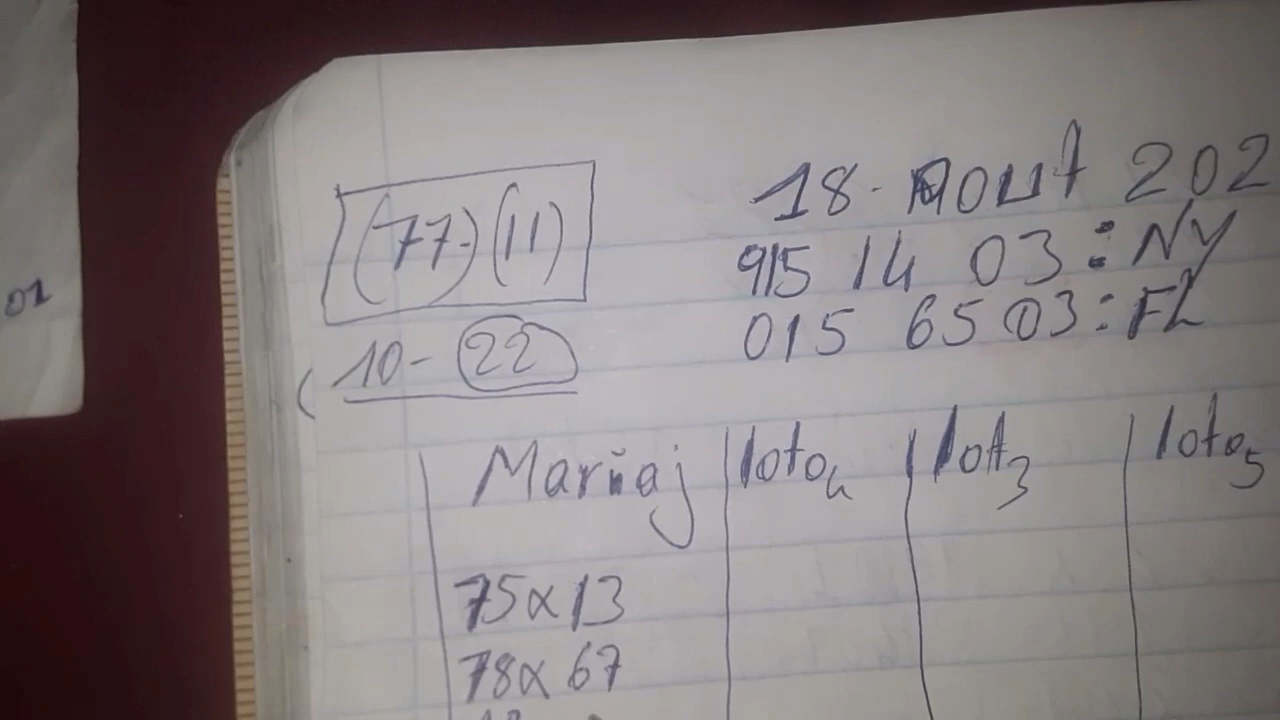 01
(77-)(11)
10-22
18-Aout 202
915 14 03:NY
015 65 03:FL
Mariaj loto4 lot3 loto5
75x13
78x67